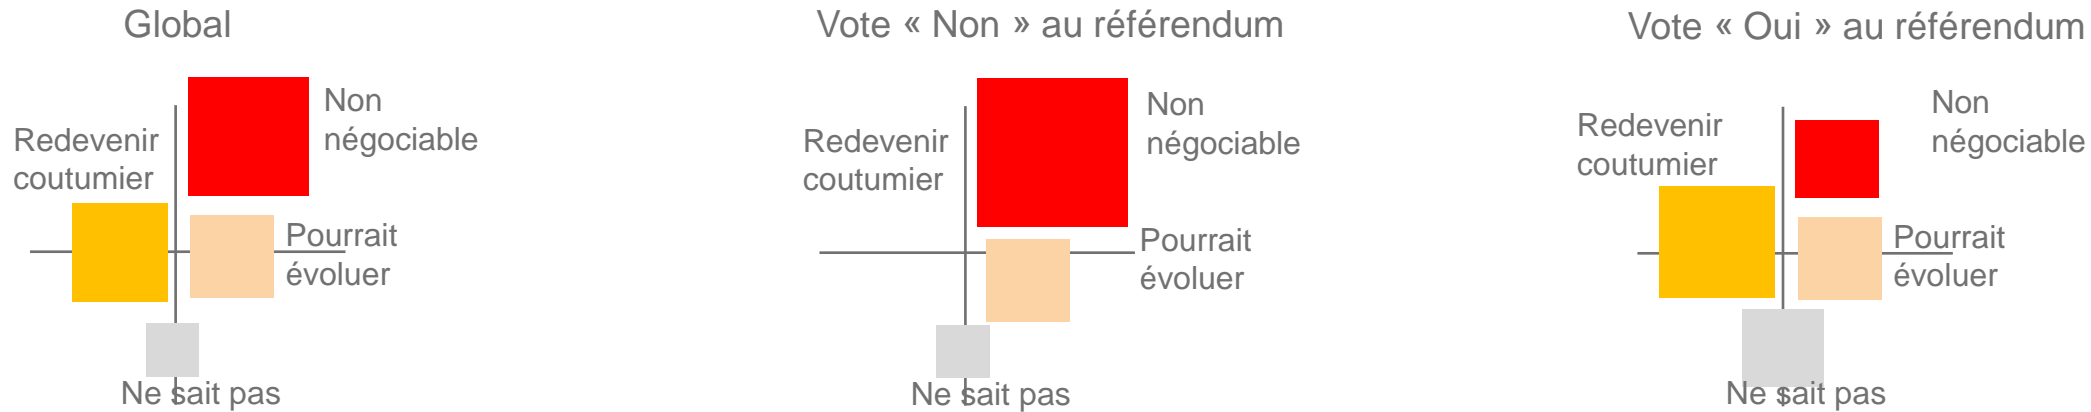 Global
Non
négociable
Redevenir
coutumier
Pourrait
évoluer
Ne sait pas
Vote « Non » au référendum
Non
négociable
Redevenir
coutumier
Pourrait
évoluer
Ne sait pas
Vote « Oui » au référendum
Non
négociable
Redevenir
coutumier
Pourrait
évoluer
Ne sait pas